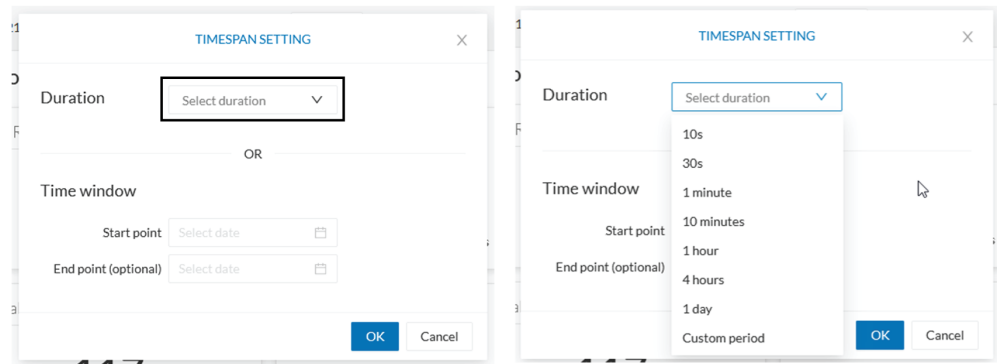 TIMESPAN SETTING
Duration
Select duration
OR
Time window
Start point
Select date
End point (optional)
Select date
OK
Cancel
TIMESPAN SETTING
Duration
Select duration
10s
30s
1 minute
Time window
10 minutes
Start point
1 hour
End point (optional)
4 hours
1 day
OK
Cancel
Custom period